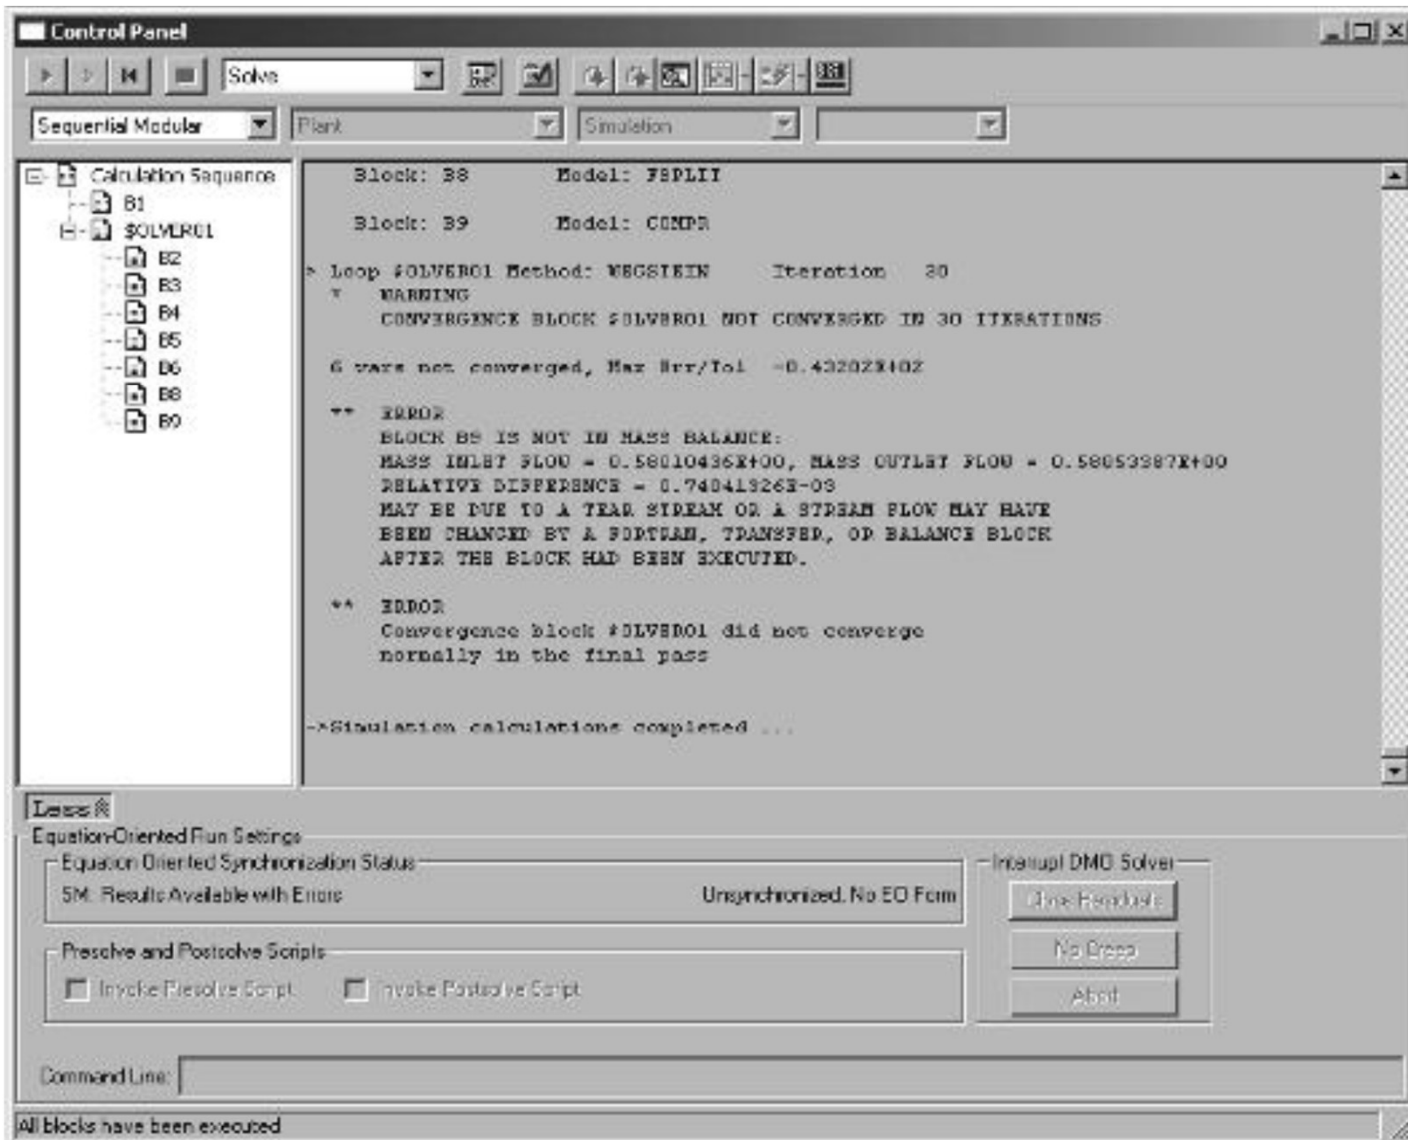 Control Panel
Solve
Sequential Modular
Plant
Simulation
Calculation Sequence
B1
$OLVER01
B2
B3
B4
B5
B6
B8
B9
Block: B8 Model: FSPLIT
Block: B9 Model: COMPR
> Loop $OLVER01 Method: WEGSTEIN Iteration 30
* WARNING
CONVERGENCE BLOCK $OLVER01 NOT CONVERGED IN 30 ITERATIONS
6 vars not converged, Max Err/Tol -0.43202E+02
** ERROR
BLOCK B9 IS NOT IN MASS BALANCE:
MASS INLET FLOW = 0.58010436E+00, MASS OUTLET FLOW = 0.58053387E+00
RELATIVE DIFFERENCE = 0.74041326E-03
MAY BE DUE TO A TEAR STREAM OR A STREAM FLOW MAY HAVE
BEEN CHANGED BY A FORTRAN, TRANSFER, OR BALANCE BLOCK
AFTER THE BLOCK HAD BEEN EXECUTED.
** ERROR
Convergence block $OLVER01 did not converge
normally in the final pass
->Simulation calculations completed ...
Less
Equation-Oriented Run Settings
Equation Oriented Synchronization Status
SM: Results Available with Errors
Unsynchronized. No EO Form
Interrupt DMO Solver
Close Residuals
No Creep
Abort
Presolve and Postsolve Scripts
Invoke Presolve Script
Invoke Postsolve Script
Command Line:
All blocks have been executed